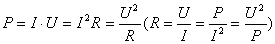 P = I · U = I²R = U²/R ( R = U/I = P/I² = U²/P )